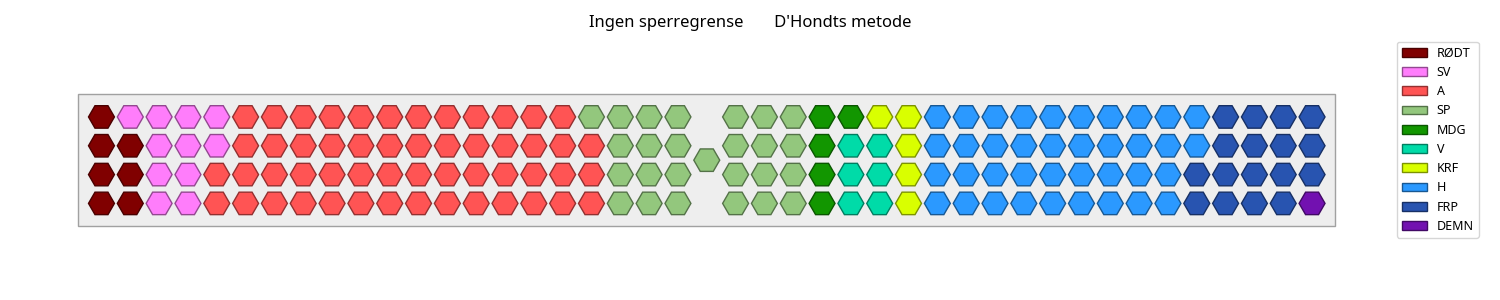 Ingen sperregrense D'Hondts metode
RØDT
SV
A
SP
MDG
V
KRF
H
FRP
DEMN